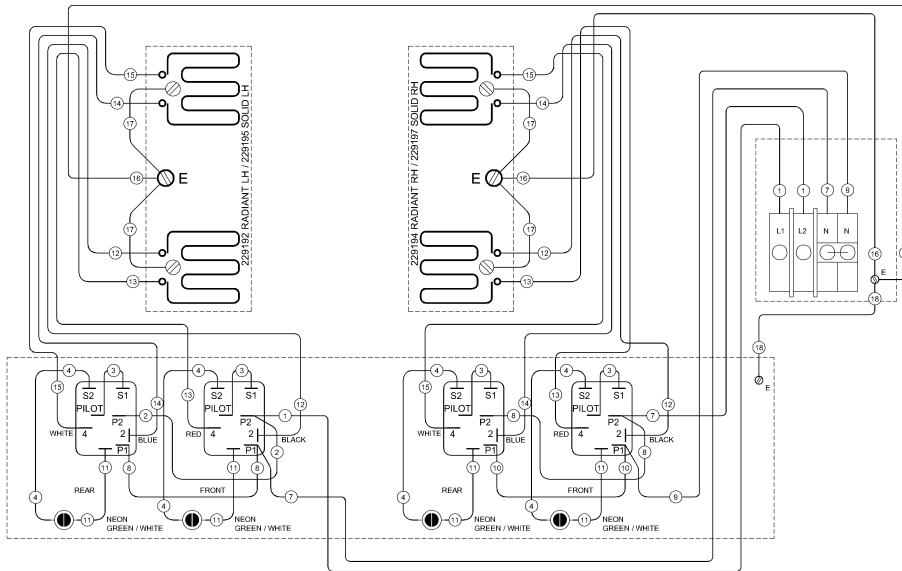 15
14
17
16
E
17
12
13
229192 RADIANT LH / 229195 SOLID LH
229194 RADIANT RH / 229197 SOLID RH
15
14
17
16
E
17
12
13
1
1
7
9
L1
L2
N
N
16
E
18
18
E
4
3
4
3
4
3
4
3
15
14
13
12
15
14
13
12
S2
S1
PILOT
P2
2
4
2
P1
WHITE
BLUE
S2
S1
PILOT
P2
1
4
2
P1
RED
BLACK
2
S2
S1
PILOT
P2
8
4
2
P1
WHITE
BLUE
S2
S1
PILOT
P2
7
4
2
P1
RED
BLACK
8
11
8
11
8
11
10
11
10
REAR
FRONT
7
REAR
FRONT
9
4
11
4
11
4
11
4
11
NEON
GREEN / WHITE
NEON
GREEN / WHITE
NEON
GREEN / WHITE
NEON
GREEN / WHITE